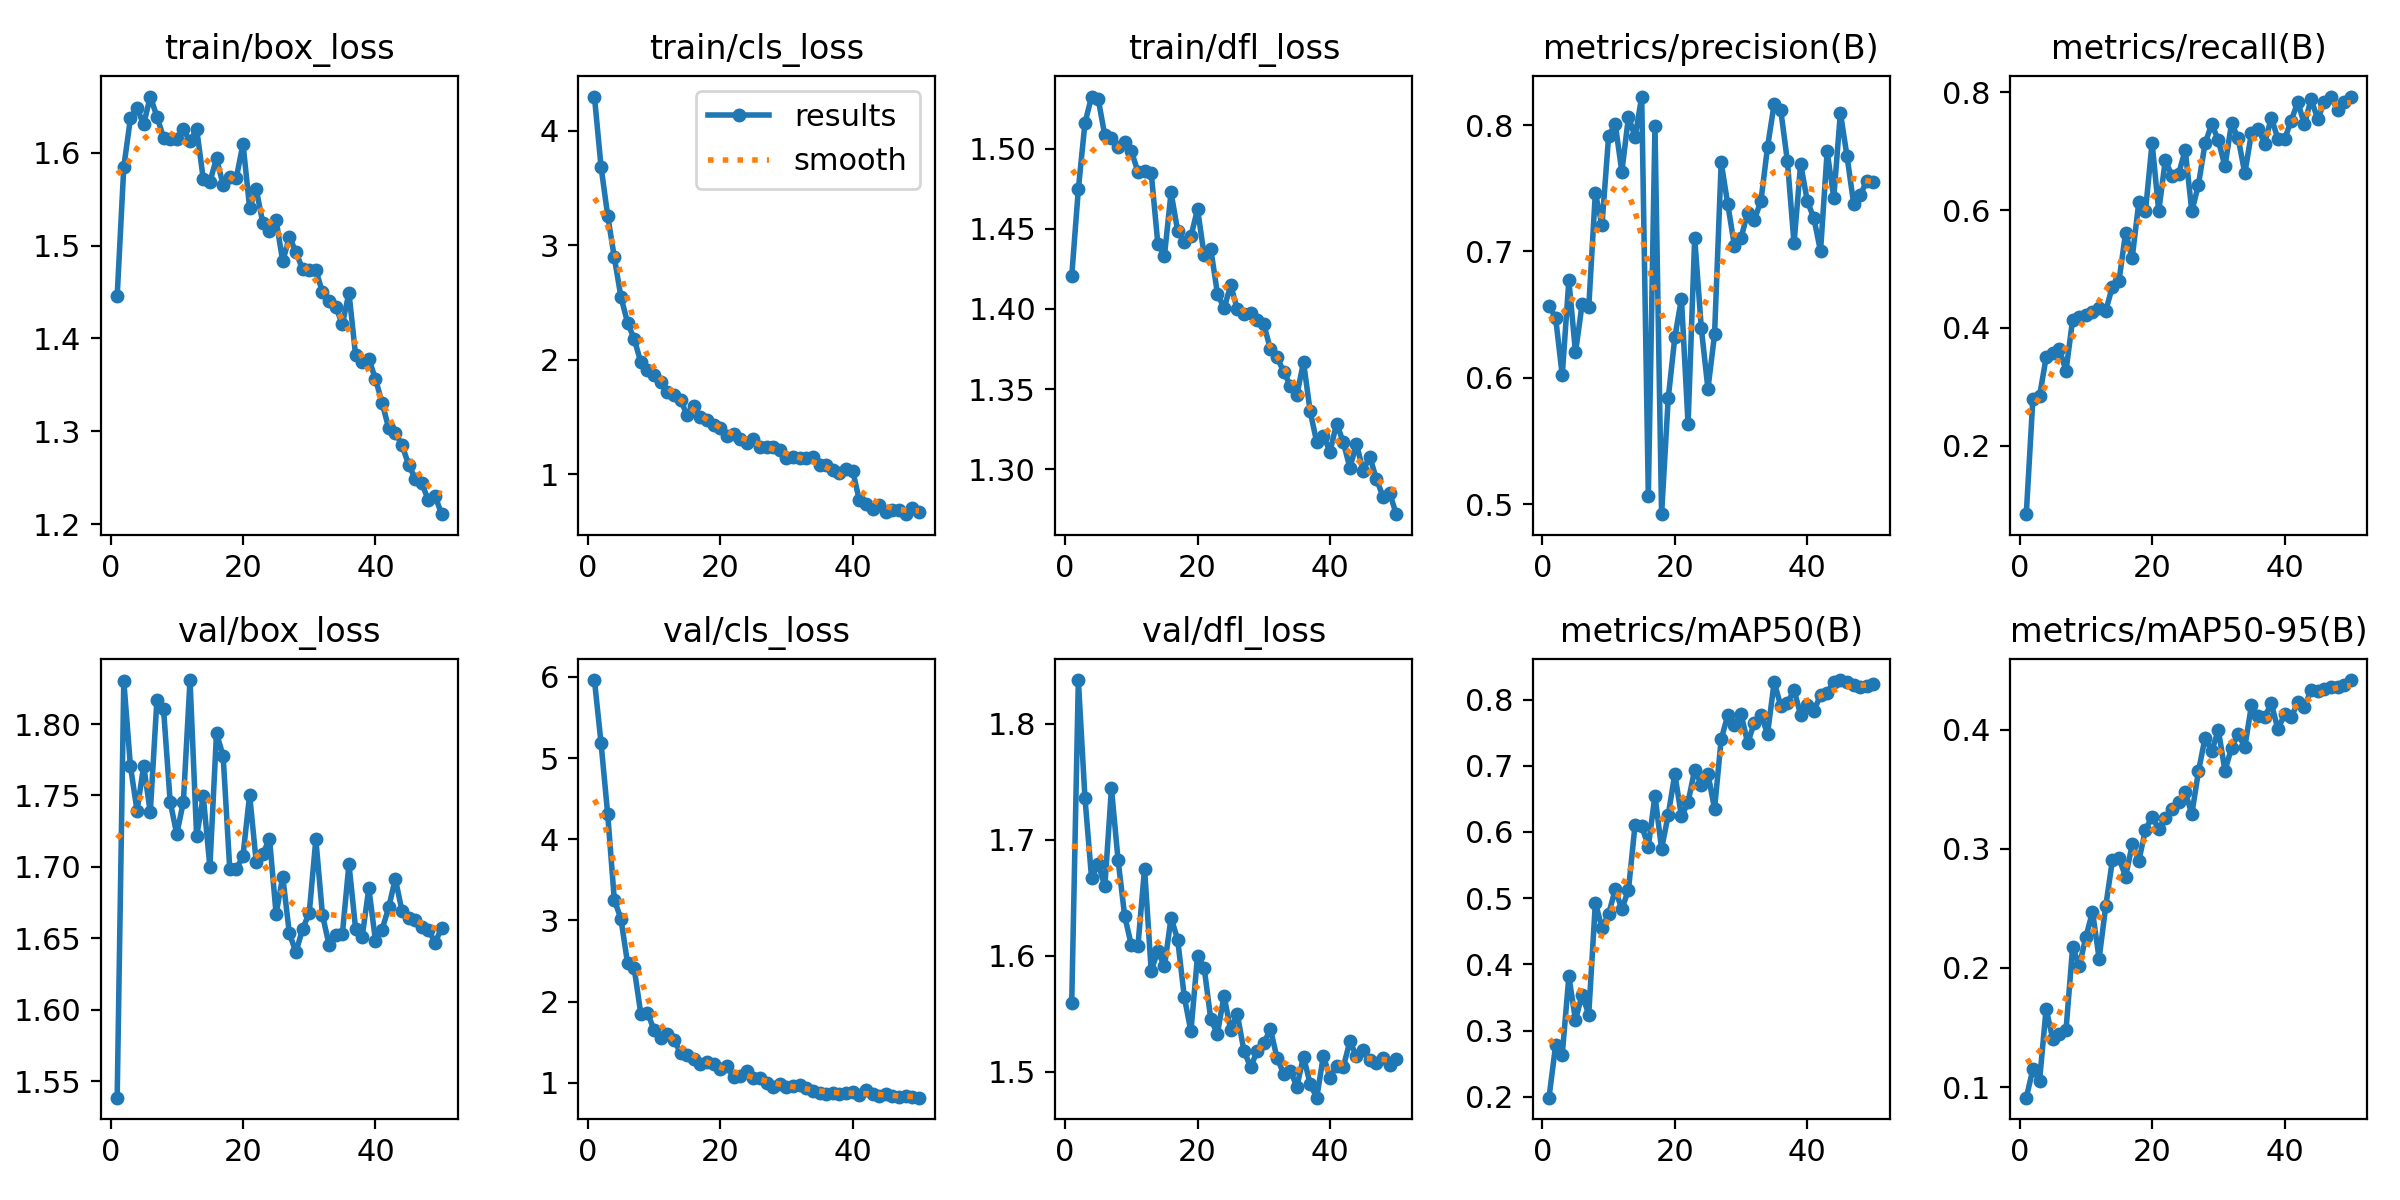 train/box_loss
1.6
1.5
1.4
1.3
1.2
0 20 40
train/cls_loss
results
smooth
4
3
2
1
0 20 40
train/dfl_loss
1.50
1.45
1.40
1.35
1.30
0 20 40
metrics/precision(B)
0.8
0.7
0.6
0.5
0 20 40
metrics/recall(B)
0.8
0.6
0.4
0.2
0 20 40
val/box_loss
1.80
1.75
1.70
1.65
1.60
1.55
0 20 40
val/cls_loss
6
5
4
3
2
1
0 20 40
val/dfl_loss
1.8
1.7
1.6
1.5
0 20 40
metrics/mAP50(B)
0.8
0.7
0.6
0.5
0.4
0.3
0.2
0 20 40
metrics/mAP50-95(B)
0.4
0.3
0.2
0.1
0 20 40